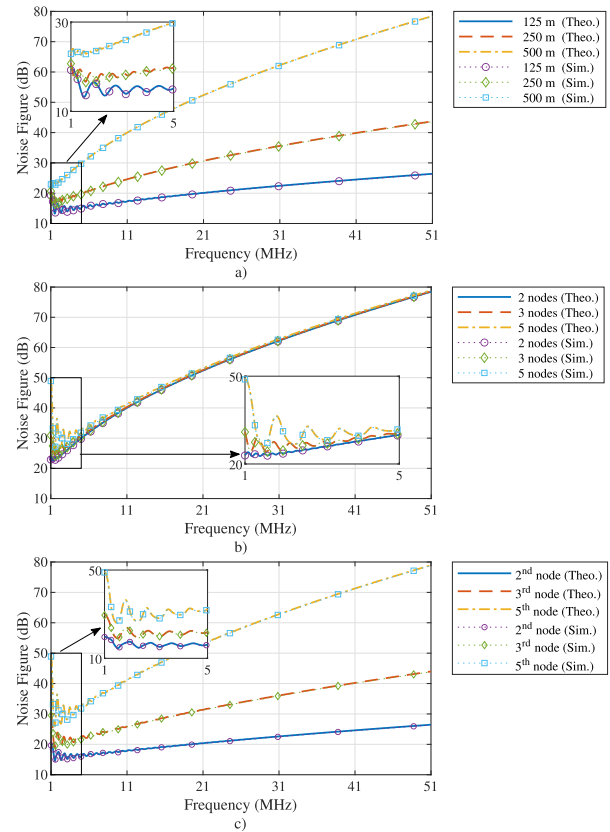 80
70
60
50
40
30
20
10
Noise Figure (dB)
30
10
1
5
1
11
21
31
41
51
Frequency (MHz)
a)
125 m (Theo.)
250 m (Theo.)
500 m (Theo.)
125 m (Sim.)
250 m (Sim.)
500 m (Sim.)
80
70
60
50
40
30
20
10
Noise Figure (dB)
50
20
1
5
1
11
21
31
41
51
Frequency (MHz)
b)
2 nodes (Theo.)
3 nodes (Theo.)
5 nodes (Theo.)
2 nodes (Sim.)
3 nodes (Sim.)
5 nodes (Sim.)
80
70
60
50
40
30
20
10
Noise Figure (dB)
50
10
1
5
1
11
21
31
41
51
Frequency (MHz)
c)
2nd node (Theo.)
3rd node (Theo.)
5th node (Theo.)
2nd node (Sim.)
3rd node (Sim.)
5th node (Sim.)